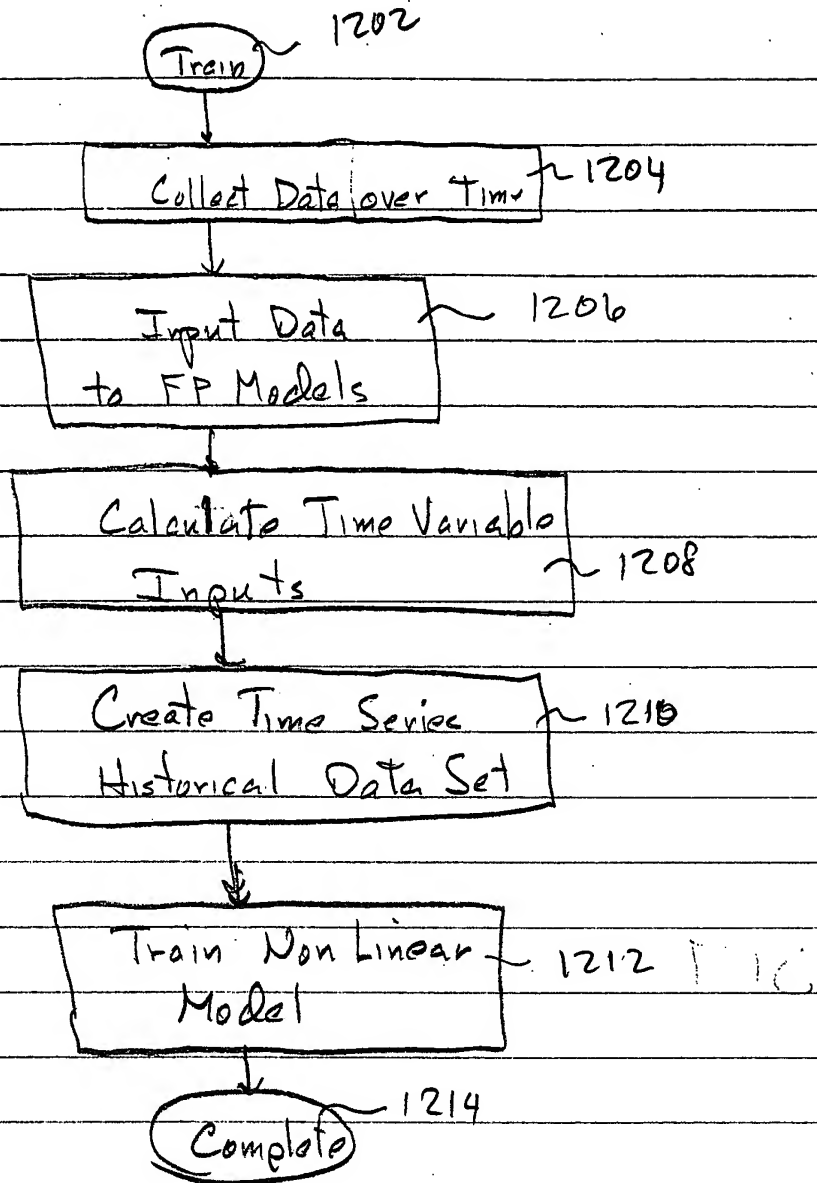 1202
Train
Collect Data over Time
1204
Input Data
1206
to FP Models
Calculate Time Variable
Inputs
1208
Create Time Series
1210
Historical Data Set
Train Non Linear
1212
Model
1214
Complete